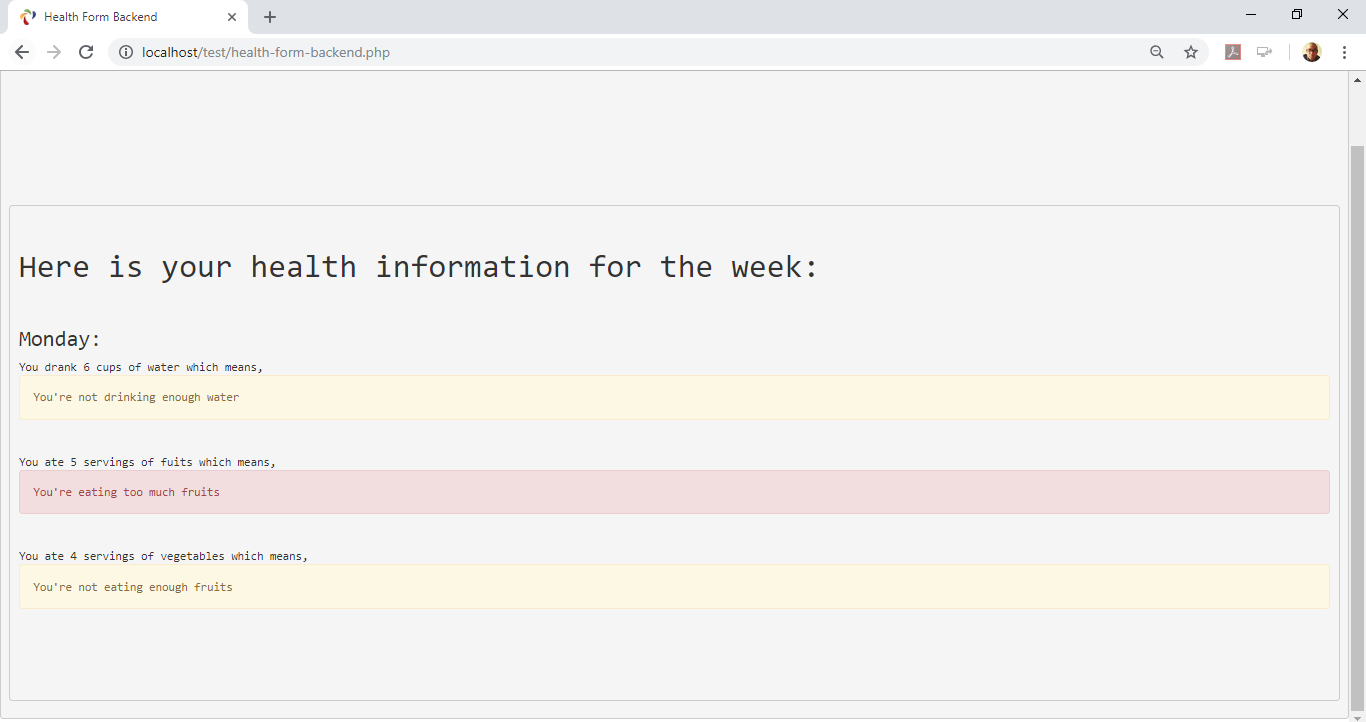 Health Form Backend
localhost/test/health-form-backend.php
Here is your health information for the week:
Monday:
You drank 6 cups of water which means,
You're not drinking enough water
You ate 5 servings of fuits which means,
You're eating too much fruits
You ate 4 servings of vegetables which means,
You're not eating enough fruits